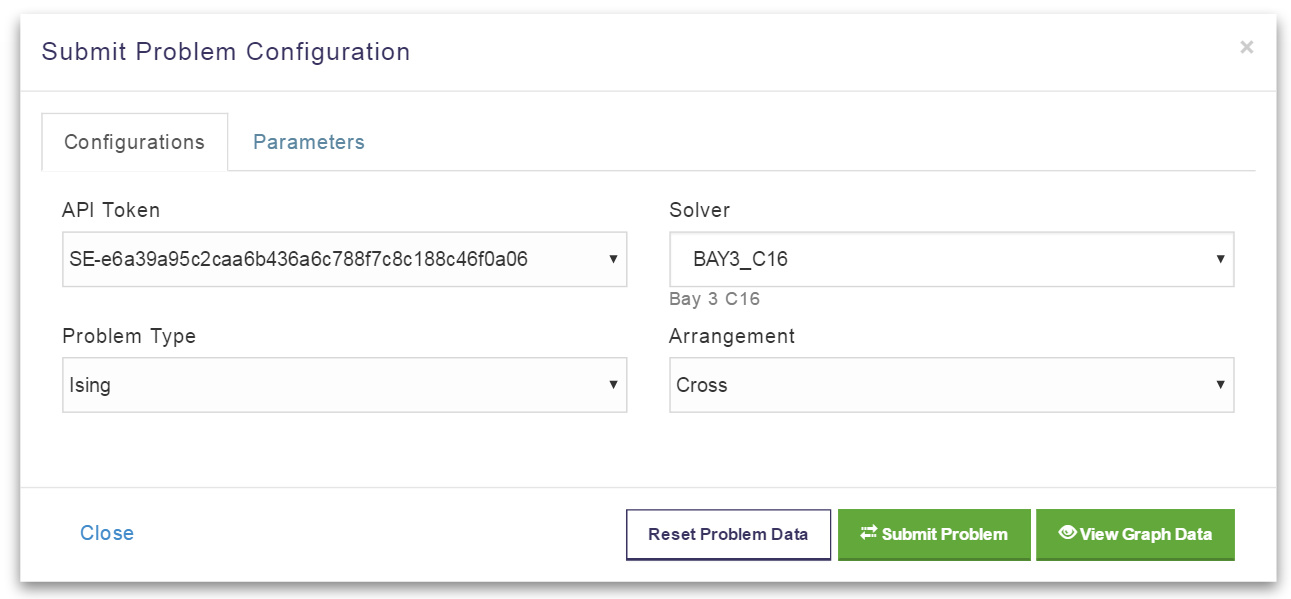 Submit Problem Configuration ×
Configurations Parameters
API Token Solver
SE-e6a39a95c2caa6b436a6c788f7c8c188c46f0a06 BAY3_C16
Bay 3 C16
Problem Type Arrangement
Ising Cross
Close Reset Problem Data Submit Problem View Graph Data